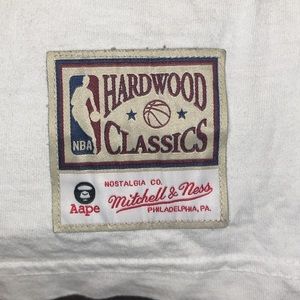 HARDWOOD
NBA
CLASSICS
NOSTALGIA CO.
Aape
Mitchell & Ness
PHILADELPHIA, PA.